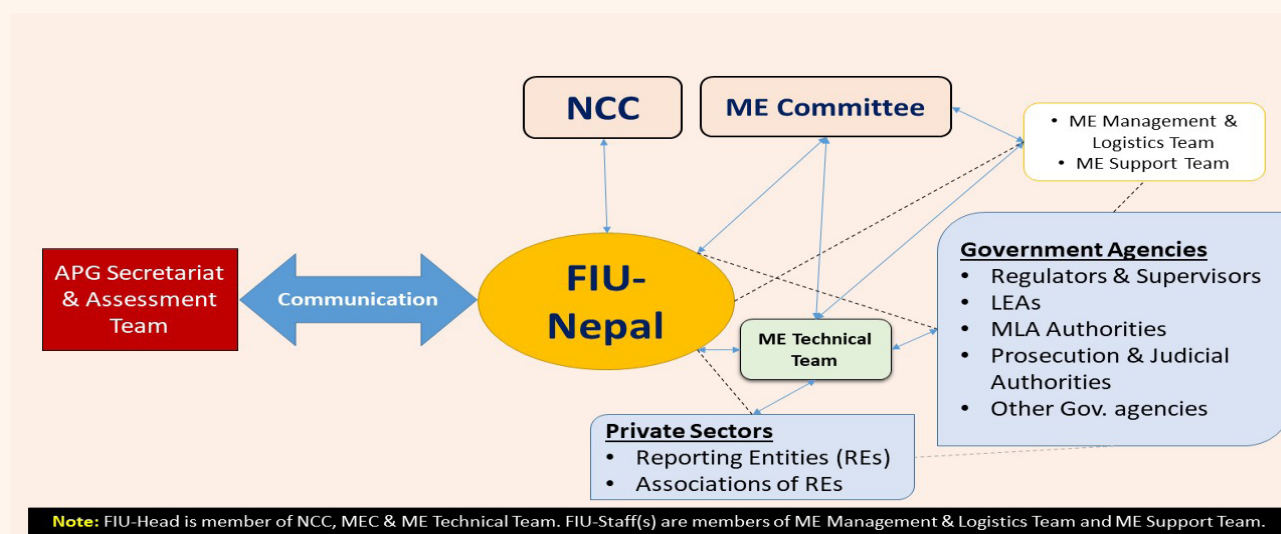 NCC
ME Committee
• ME Management &
Logistics Team
• ME Support Team
APG Secretariat
& Assessment
Team
Communication
FIU-
Nepal
ME Technical
Team
Government Agencies
• Regulators & Supervisors
• LEAs
• MLA Authorities
• Prosecution & Judicial
Authorities
• Other Gov. agencies
Private Sectors
• Reporting Entities (REs)
• Associations of REs
Note: FIU-Head is member of NCC, MEC & ME Technical Team. FIU-Staff(s) are members of ME Management & Logistics Team and ME Support Team.